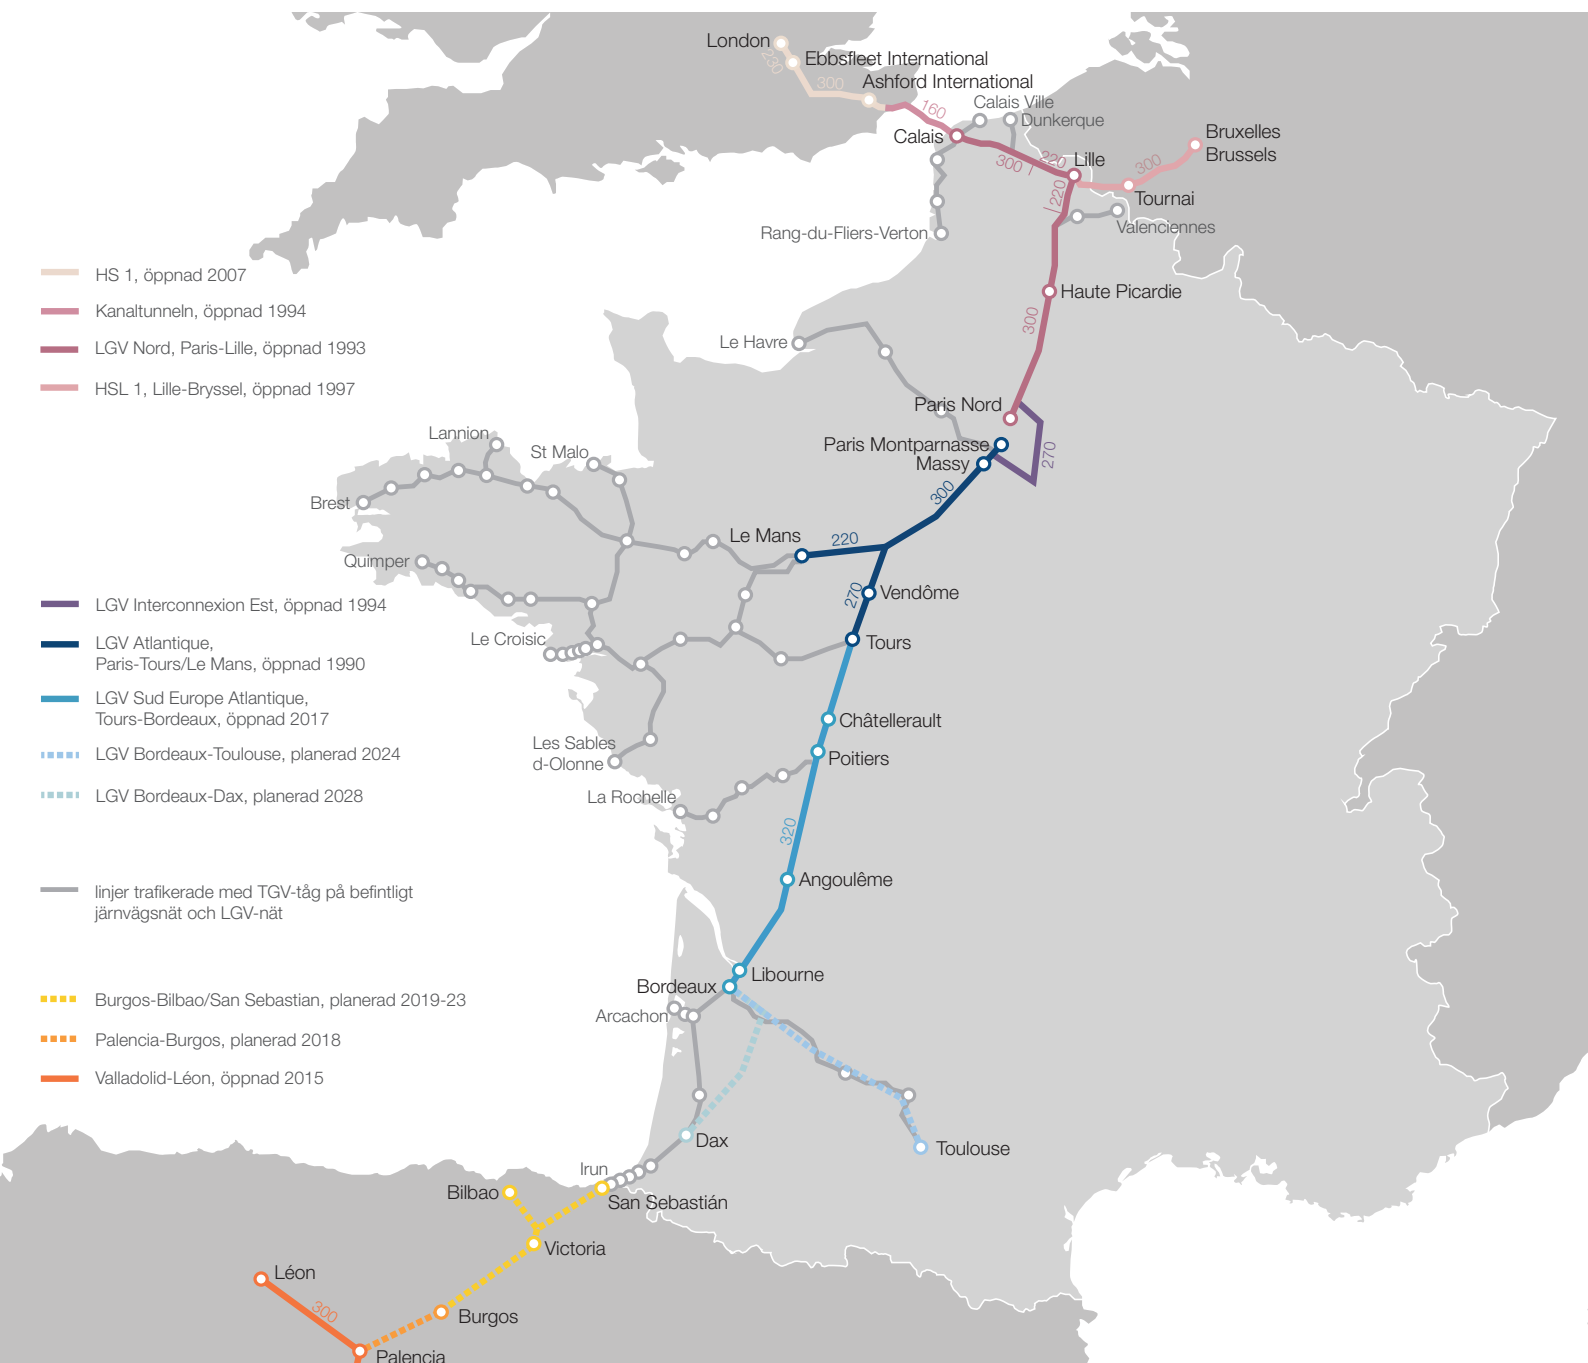 London
230
Ebbsfleet International
300
Ashford International
160
Calais Ville
Dunkerque
Calais
Bruxelles
Brussels
300
220
Lille
300
220
Tournai
Valenciennes
Rang-du-Fliers-Verton
HS 1, öppnad 2007
Kanaltunneln, öppnad 1994
LGV Nord, Paris-Lille, öppnad 1993
HSL 1, Lille-Bryssel, öppnad 1997
Haute Picardie
300
Le Havre
Paris Nord
Paris Montparnasse
Massy
270
300
Lannion
St Malo
Brest
Quimper
Le Mans
220
270
Vendôme
Tours
Le Croisic
LGV Interconnexion Est, öppnad 1994
LGV Atlantique,
Paris-Tours/Le Mans, öppnad 1990
LGV Sud Europe Atlantique,
Tours-Bordeaux, öppnad 2017
LGV Bordeaux-Toulouse, planerad 2024
LGV Bordeaux-Dax, planerad 2028
Châtellerault
Les Sables
d-Olonne
Poitiers
La Rochelle
320
Angoulême
linjer trafikerade med TGV-tåg på befintligt
järnvägsnät och LGV-nät
Libourne
Bordeaux
Arcachon
Burgos-Bilbao/San Sebastian, planerad 2019-23
Palencia-Burgos, planerad 2018
Valladolid-Léon, öppnad 2015
Dax
Toulouse
Irun
Bilbao
San Sebastián
Victoria
Léon
300
Burgos
Palencia